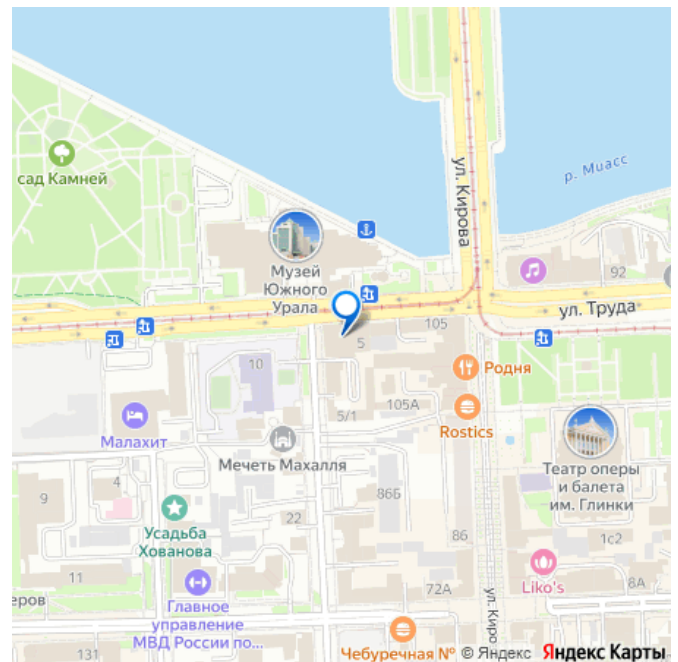 сад Камней
р. Миасс
ул. Кирова
Музей
Южного
Урала
92
ул. Труда
105
5
10
Родня
105А
5/1
Rostics
Малахит
Мечеть Махалля
Театр оперы
и балета
им. Глинки
4
9
86Б
22
Усадьба
Хованова
86
1с2
11
Liko's
8А
72А
еров
Главное
управление
МВД России по...
ул. Киро
131
Чебуречная №
© Яндекс Яндекс Карты